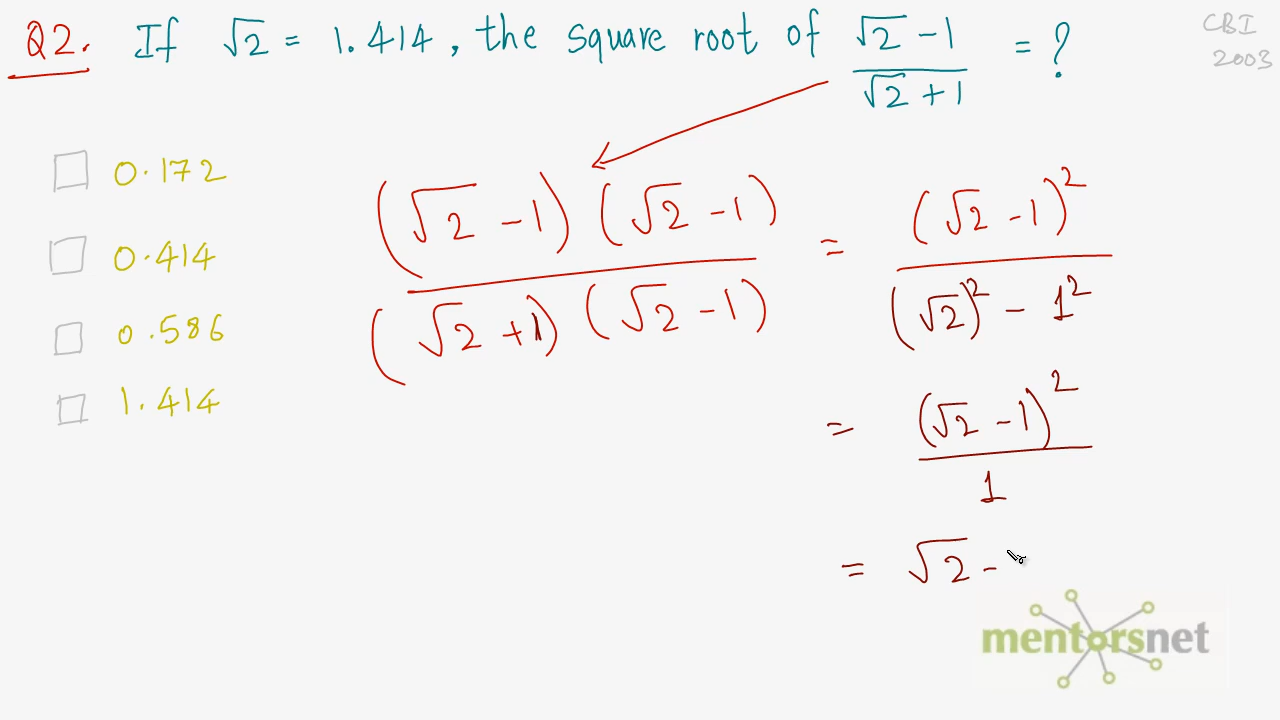 Q2. If √2 = 1.414, the square root of (√2 - 1)/(√2 + 1) = ?
CBI
2003
0.172
0.414
0.586
1.414
(√2 - 1) (√2 - 1)
(√2 + 1) (√2 - 1)
= (√2 - 1)²
(√2)² - 1²
= (√2 - 1)²
1
= √2 -
mentorsnet